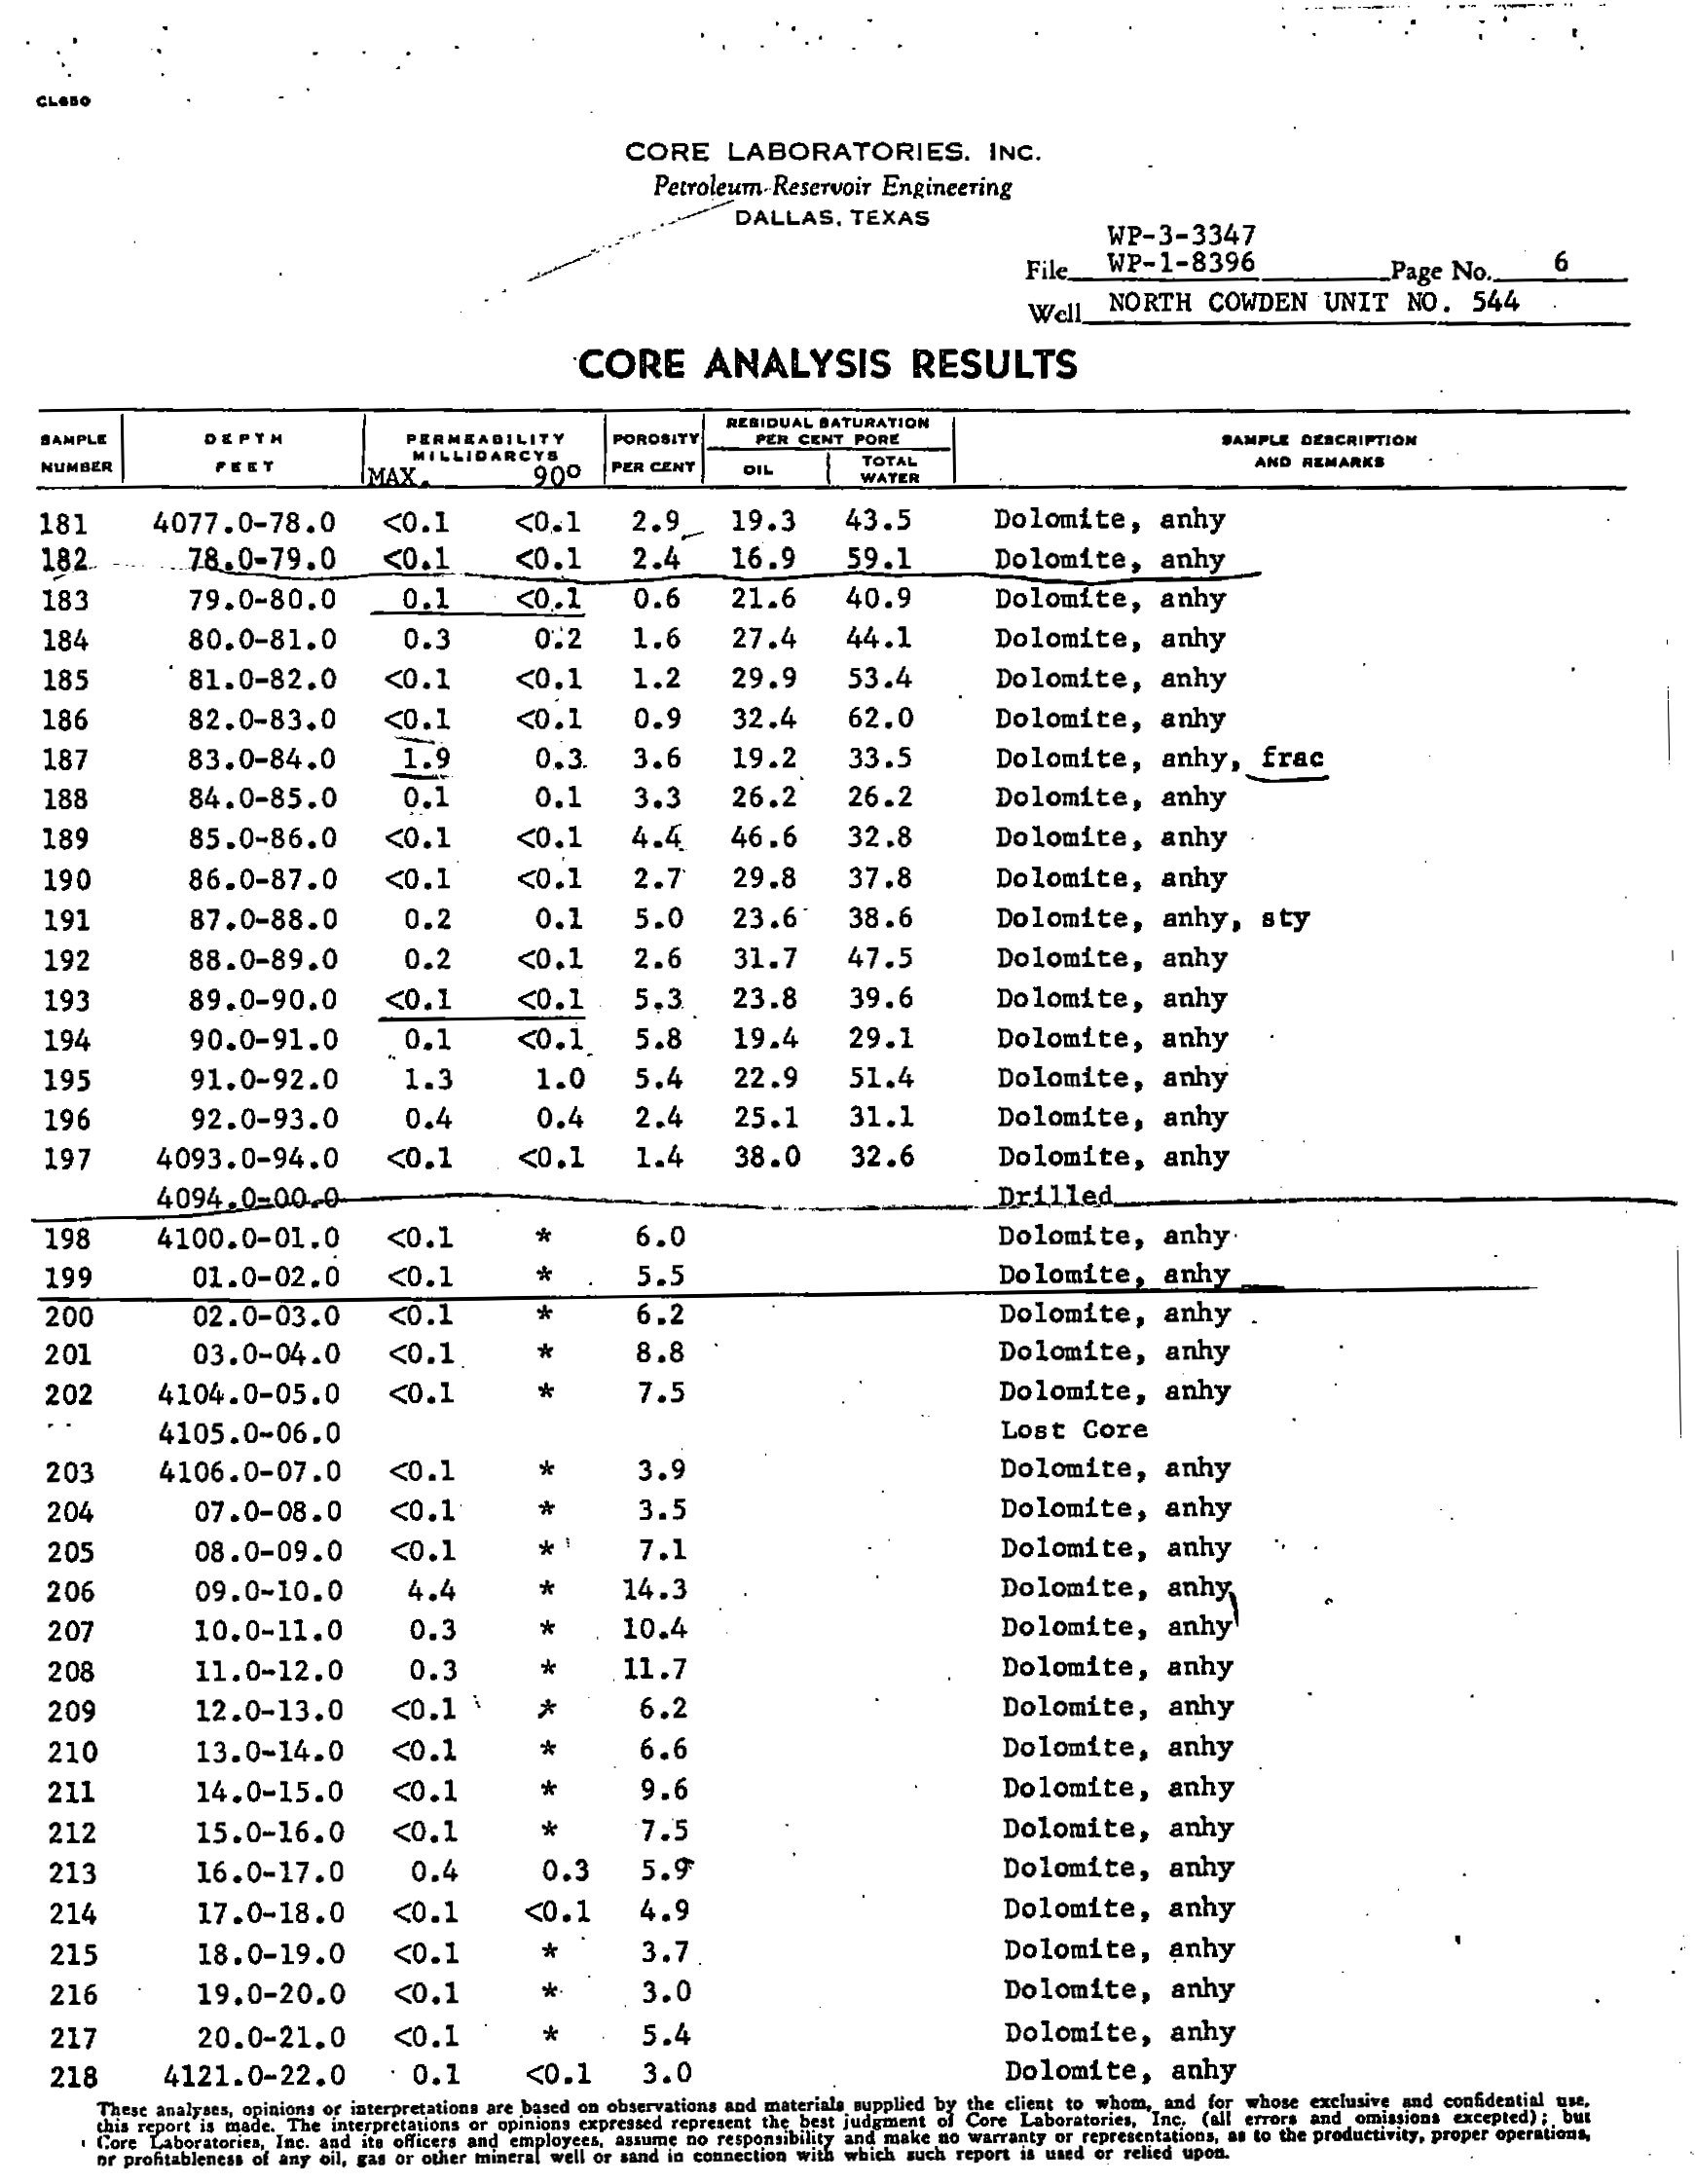 CL650
CORE LABORATORIES, INC.
Petroleum Reservoir Engineering
DALLAS, TEXAS
WP-3-3347
File WP-1-8396 Page No. 6
Well NORTH COWDEN UNIT NO. 544
CORE ANALYSIS RESULTS
SAMPLE NUMBER DEPTH FEET PERMEABILITY MILLIDARCYS MAX. 90° POROSITY PER CENT RESIDUAL SATURATION PER CENT PORE OIL TOTAL WATER SAMPLE DESCRIPTION AND REMARKS
181 4077.0-78.0 <0.1 <0.1 2.9 19.3 43.5 Dolomite, anhy
182 78.0-79.0 <0.1 <0.1 2.4 16.9 59.1 Dolomite, anhy
183 79.0-80.0 0.1 <0.1 0.6 21.6 40.9 Dolomite, anhy
184 80.0-81.0 0.3 0.2 1.6 27.4 44.1 Dolomite, anhy
185 81.0-82.0 <0.1 <0.1 1.2 29.9 53.4 Dolomite, anhy
186 82.0-83.0 <0.1 <0.1 0.9 32.4 62.0 Dolomite, anhy
187 83.0-84.0 1.9 0.3 3.6 19.2 33.5 Dolomite, anhy, frac
188 84.0-85.0 0.1 0.1 3.3 26.2 26.2 Dolomite, anhy
189 85.0-86.0 <0.1 <0.1 4.4 46.6 32.8 Dolomite, anhy
190 86.0-87.0 <0.1 <0.1 2.7 29.8 37.8 Dolomite, anhy
191 87.0-88.0 0.2 0.1 5.0 23.6 38.6 Dolomite, anhy, sty
192 88.0-89.0 0.2 <0.1 2.6 31.7 47.5 Dolomite, anhy
193 89.0-90.0 <0.1 <0.1 5.3 23.8 39.6 Dolomite, anhy
194 90.0-91.0 0.1 <0.1 5.8 19.4 29.1 Dolomite, anhy
195 91.0-92.0 1.3 1.0 5.4 22.9 51.4 Dolomite, anhy
196 92.0-93.0 0.4 0.4 2.4 25.1 31.1 Dolomite, anhy
197 4093.0-94.0 <0.1 <0.1 1.4 38.0 32.6 Dolomite, anhy
4094.0-00.0 Drilled
198 4100.0-01.0 <0.1 * 6.0 Dolomite, anhy
199 01.0-02.0 <0.1 * 5.5 Dolomite, anhy
200 02.0-03.0 <0.1 * 6.2 Dolomite, anhy
201 03.0-04.0 <0.1 * 8.8 Dolomite, anhy
202 4104.0-05.0 <0.1 * 7.5 Dolomite, anhy
4105.0-06.0 Lost Core
203 4106.0-07.0 <0.1 * 3.9 Dolomite, anhy
204 07.0-08.0 <0.1 * 3.5 Dolomite, anhy
205 08.0-09.0 <0.1 * 7.1 Dolomite, anhy
206 09.0-10.0 4.4 * 14.3 Dolomite, anhy
207 10.0-11.0 0.3 * 10.4 Dolomite, anhy
208 11.0-12.0 0.3 * 11.7 Dolomite, anhy
209 12.0-13.0 <0.1 * 6.2 Dolomite, anhy
210 13.0-14.0 <0.1 * 6.6 Dolomite, anhy
211 14.0-15.0 <0.1 * 9.6 Dolomite, anhy
212 15.0-16.0 <0.1 * 7.5 Dolomite, anhy
213 16.0-17.0 0.4 0.3 5.9 Dolomite, anhy
214 17.0-18.0 <0.1 <0.1 4.9 Dolomite, anhy
215 18.0-19.0 <0.1 * 3.7 Dolomite, anhy
216 19.0-20.0 <0.1 * 3.0 Dolomite, anhy
217 20.0-21.0 <0.1 * 5.4 Dolomite, anhy
218 4121.0-22.0 0.1 <0.1 3.0 Dolomite, anhy
These analyses, opinions or interpretations are based on observations and materials supplied by the client to whom, and for whose exclusive and confidential use,
this report is made. The interpretations or opinions expressed represent the best judgment of Core Laboratories, Inc. (all errors and omissions excepted); but
Core Laboratories, Inc. and its officers and employees, assume no responsibility and make no warranty or representations, as to the productivity, proper operations,
or profitableness of any oil, gas or other mineral well or sand in connection with which such report is used or relied upon.